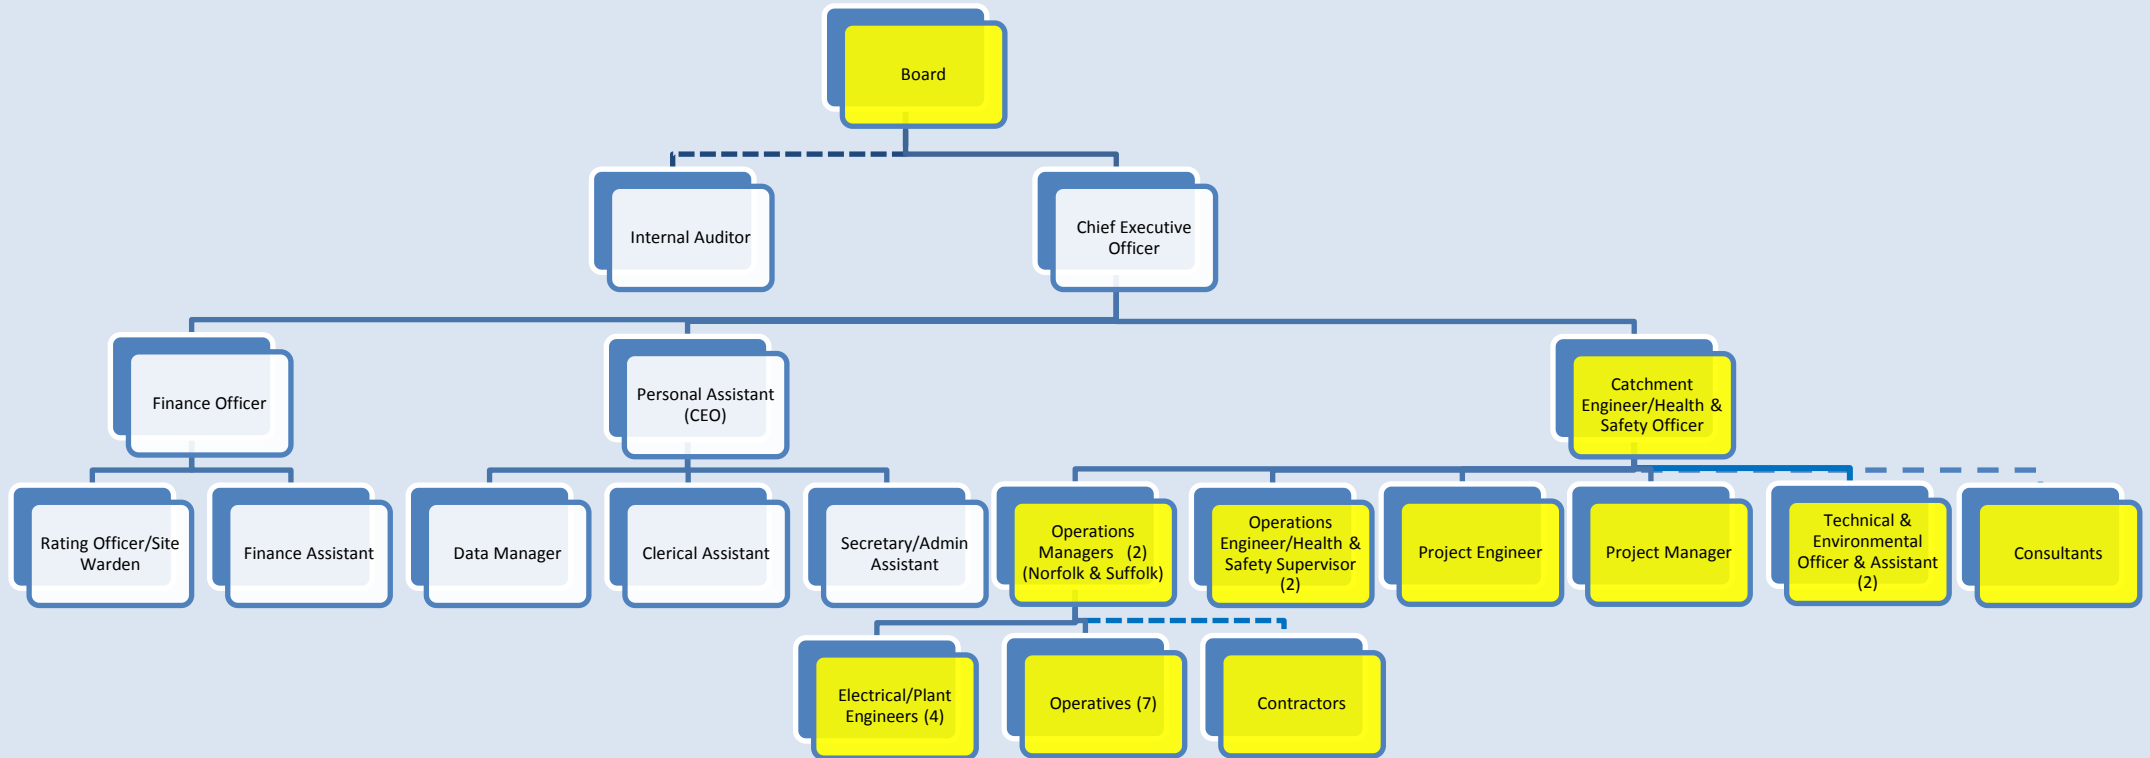 Board
Internal Auditor
Chief Executive
Officer
Finance Officer
Personal Assistant
(CEO)
Catchment
Engineer/Health &
Safety Officer
Rating Officer/Site
Warden
Finance Assistant
Data Manager
Clerical Assistant
Secretary/Admin
Assistant
Operations
Managers (2)
(Norfolk & Suffolk)
Operations
Engineer/Health &
Safety Supervisor
(2)
Project Engineer
Project Manager
Technical &
Environmental
Officer & Assistant
(2)
Consultants
Electrical/Plant
Engineers (4)
Operatives (7)
Contractors